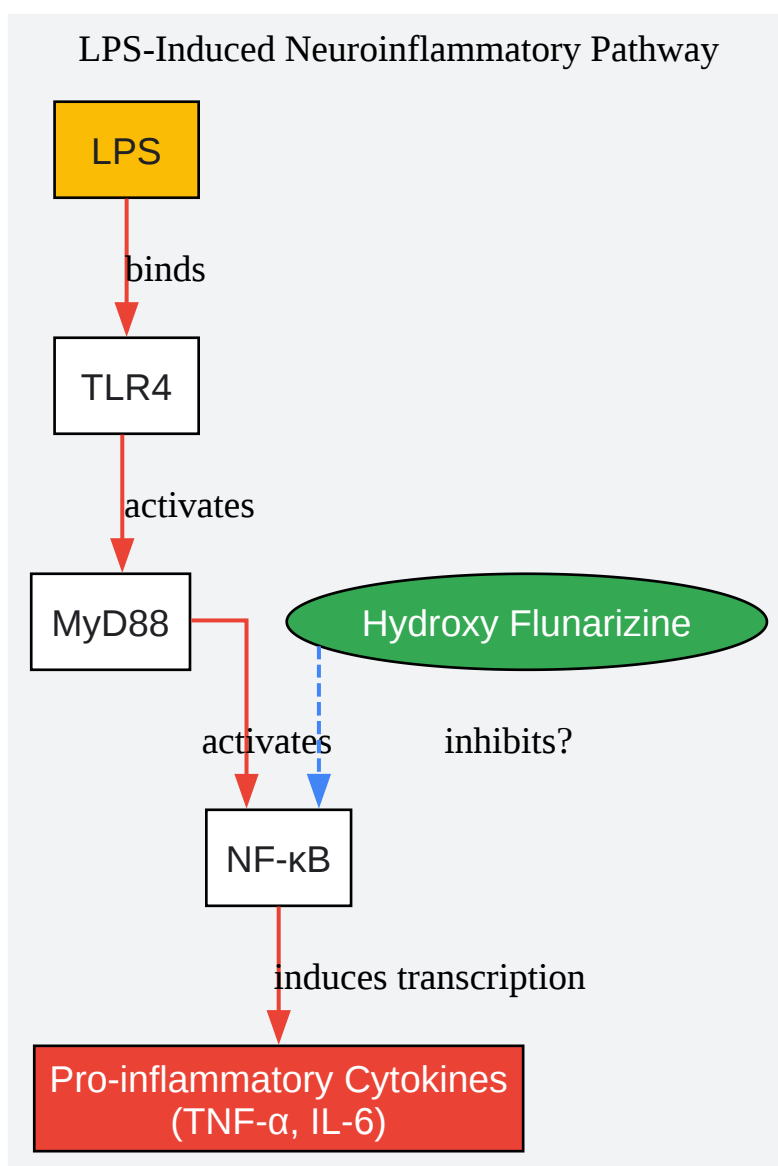 LPS-Induced Neuroinflammatory Pathway
LPS
binds
TLR4
activates
MyD88
Hydroxy Flunarizine
activates
inhibits?
NF-κB
induces transcription
Pro-inflammatory Cytokines
(TNF-α, IL-6)